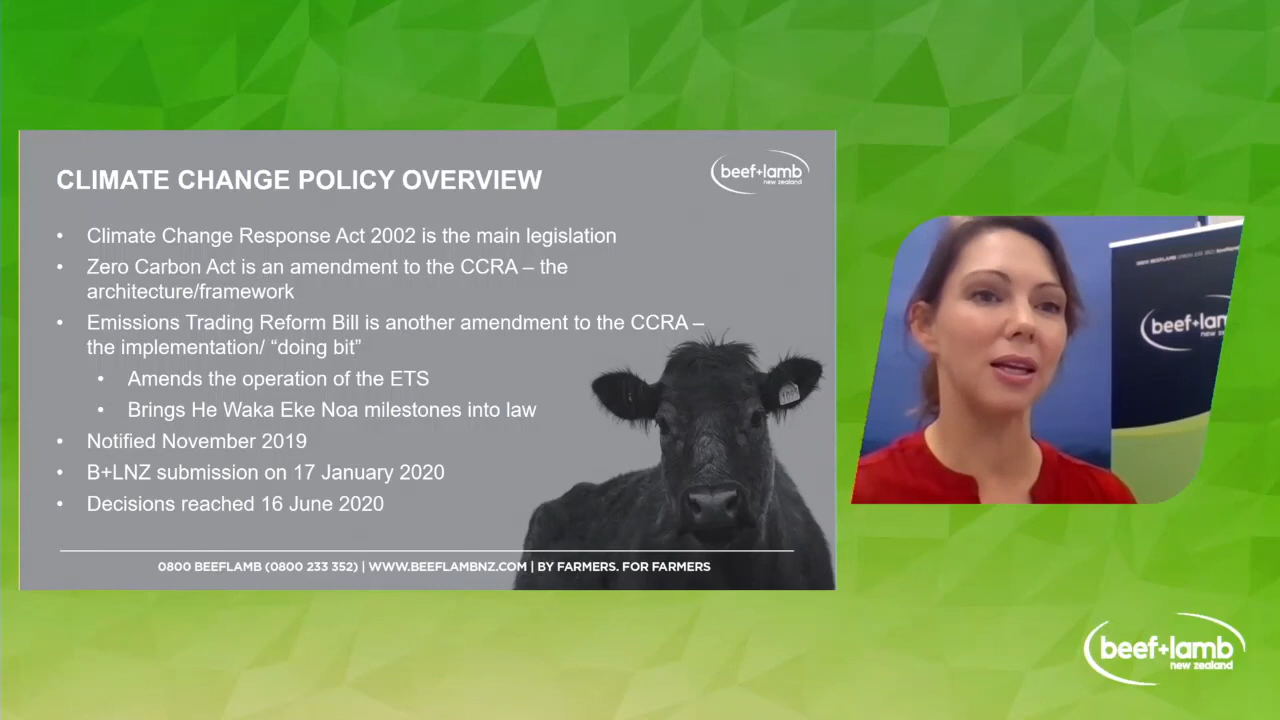 CLIMATE CHANGE POLICY OVERVIEW
beef+lamb
new zealand
• Climate Change Response Act 2002 is the main legislation
• Zero Carbon Act is an amendment to the CCRA – the
architecture/framework
• Emissions Trading Reform Bill is another amendment to the CCRA –
the implementation/ “doing bit”
• Amends the operation of the ETS
• Brings He Waka Eke Noa milestones into law
• Notified November 2019
• B+LNZ submission on 17 January 2020
• Decisions reached 16 June 2020
0800 BEEFLAMB (0800 233 352) | WWW.BEEFLAMBNZ.COM | BY FARMERS. FOR FARMERS
beef+lam
beef+lamb
new zealand